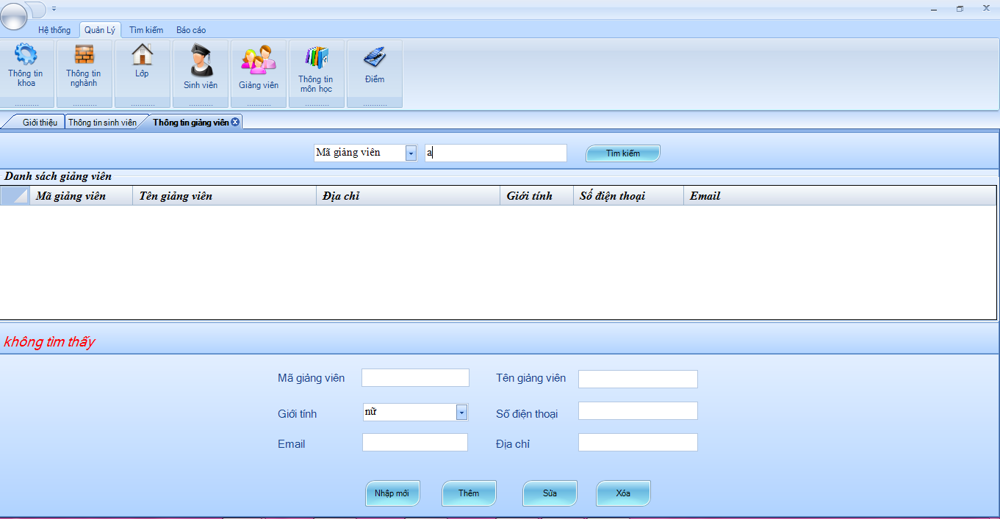 Hệ thống Quản Lý Tìm kiếm Báo cáo
Thông tin khoa
Thông tin nghành
Lớp
Sinh viên
Giảng viên
Thông tin môn học
Điểm
Giới thiệu Thông tin sinh viên Thông tin giảng viên
Mã giảng viên a Tìm kiếm
Danh sách giảng viên
Mã giảng viên Tên giảng viên Địa chỉ Giới tính Số điện thoại Email
không tìm thấy
Mã giảng viên Tên giảng viên
Giới tính nữ Số điện thoại
Email Địa chỉ
Nhập mới Thêm Sửa Xóa